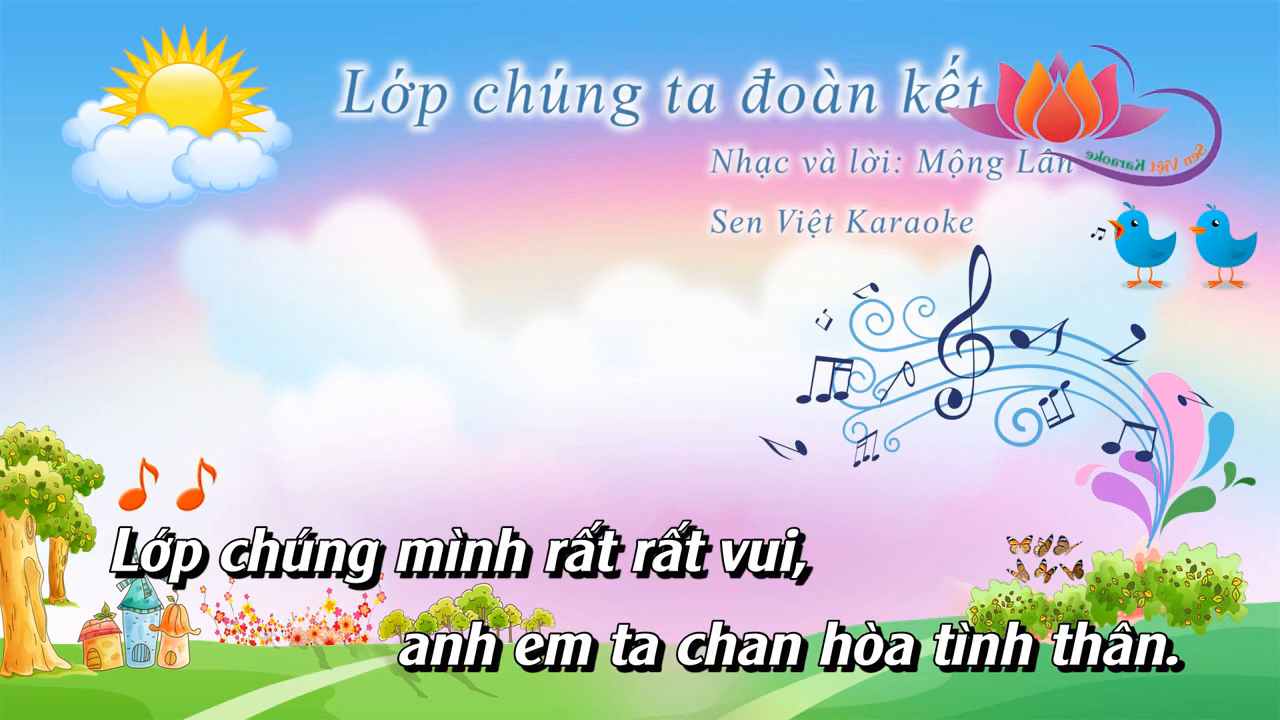 Lớp chúng ta đoàn kết
Nhạc và lời: Mộng Lân
Sen Việt Karaoke
Sen Việt Karaoke
Lớp chúng mình rất rất vui,
anh em ta chan hòa tình thân.